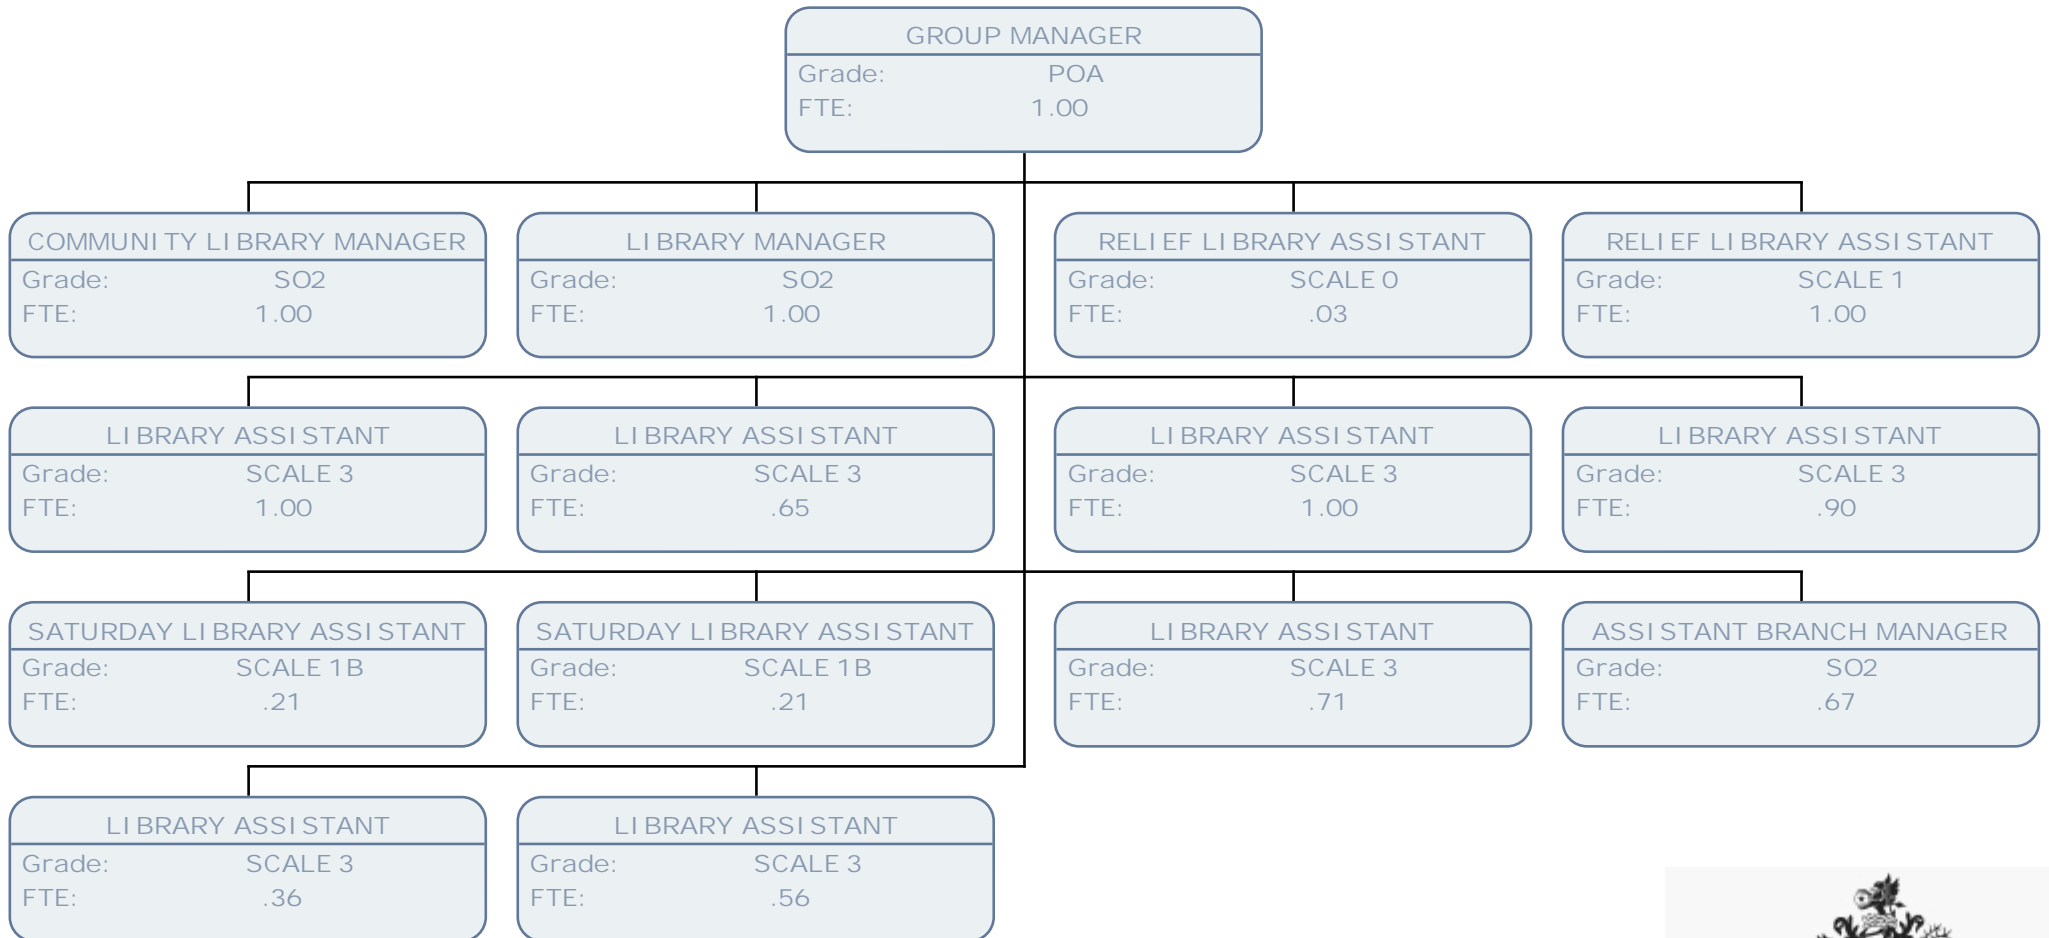 GROUP MANAGER
Grade: POA
FTE: 1.00
COMMUNITY LIBRARY MANAGER
Grade: SO2
FTE: 1.00
LIBRARY MANAGER
Grade: SO2
FTE: 1.00
RELIEF LIBRARY ASSISTANT
Grade: SCALE 0
FTE: .03
RELIEF LIBRARY ASSISTANT
Grade: SCALE 1
FTE: 1.00
LIBRARY ASSISTANT
Grade: SCALE 3
FTE: 1.00
LIBRARY ASSISTANT
Grade: SCALE 3
FTE: .65
LIBRARY ASSISTANT
Grade: SCALE 3
FTE: 1.00
LIBRARY ASSISTANT
Grade: SCALE 3
FTE: .90
SATURDAY LIBRARY ASSISTANT
Grade: SCALE 1B
FTE: .21
SATURDAY LIBRARY ASSISTANT
Grade: SCALE 1B
FTE: .21
LIBRARY ASSISTANT
Grade: SCALE 3
FTE: .71
ASSISTANT BRANCH MANAGER
Grade: SO2
FTE: .67
LIBRARY ASSISTANT
Grade: SCALE 3
FTE: .36
LIBRARY ASSISTANT
Grade: SCALE 3
FTE: .56